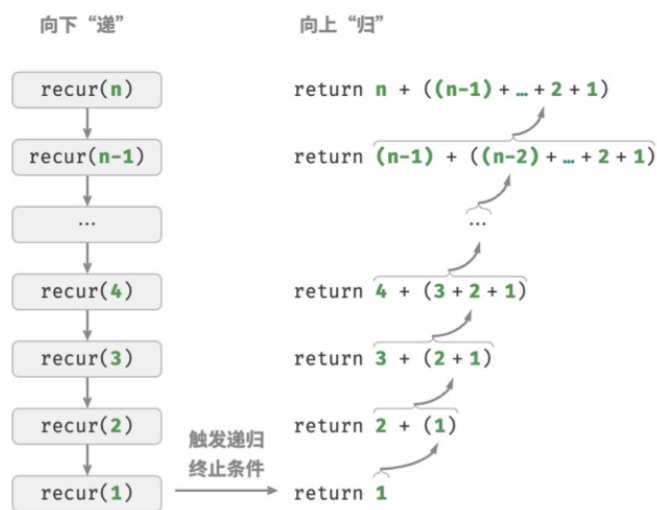 向下“递”
向上“归”
recur(n)
return n + ((n-1) + … + 2 + 1)
recur(n-1)
return (n-1) + ((n-2) + … + 2 + 1)
…
…
recur(4)
return 4 + (3 + 2 + 1)
recur(3)
return 3 + (2 + 1)
recur(2)
return 2 + (1)
触发递归
终止条件
recur(1)
return 1